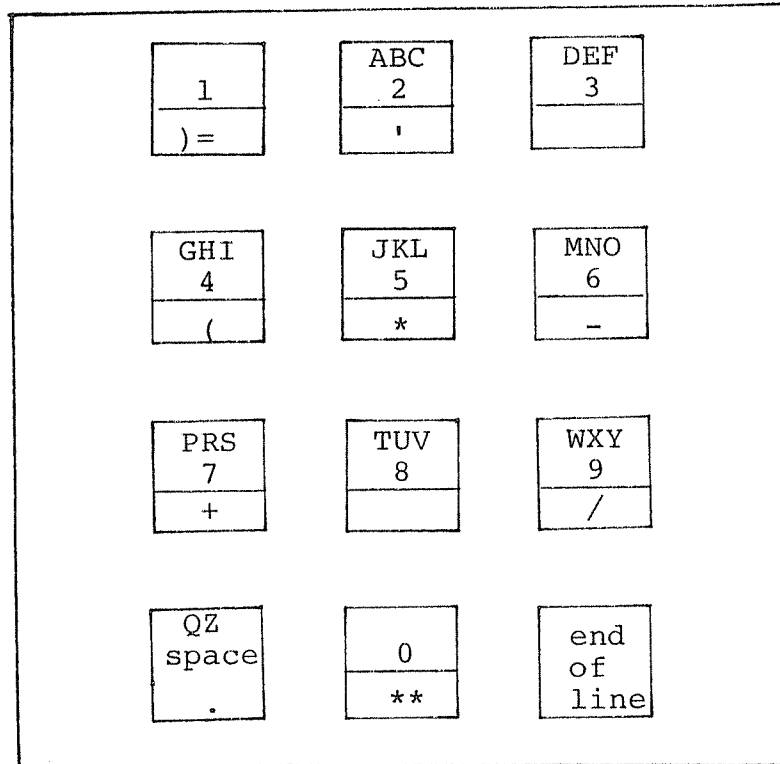 1
)=
ABC
2
'
DEF
3
GHI
4
(
JKL
5
*
MNO
6
-
PRS
7
+
TUV
8
WXY
9
/
QZ
space
.
0
**
end
of
line